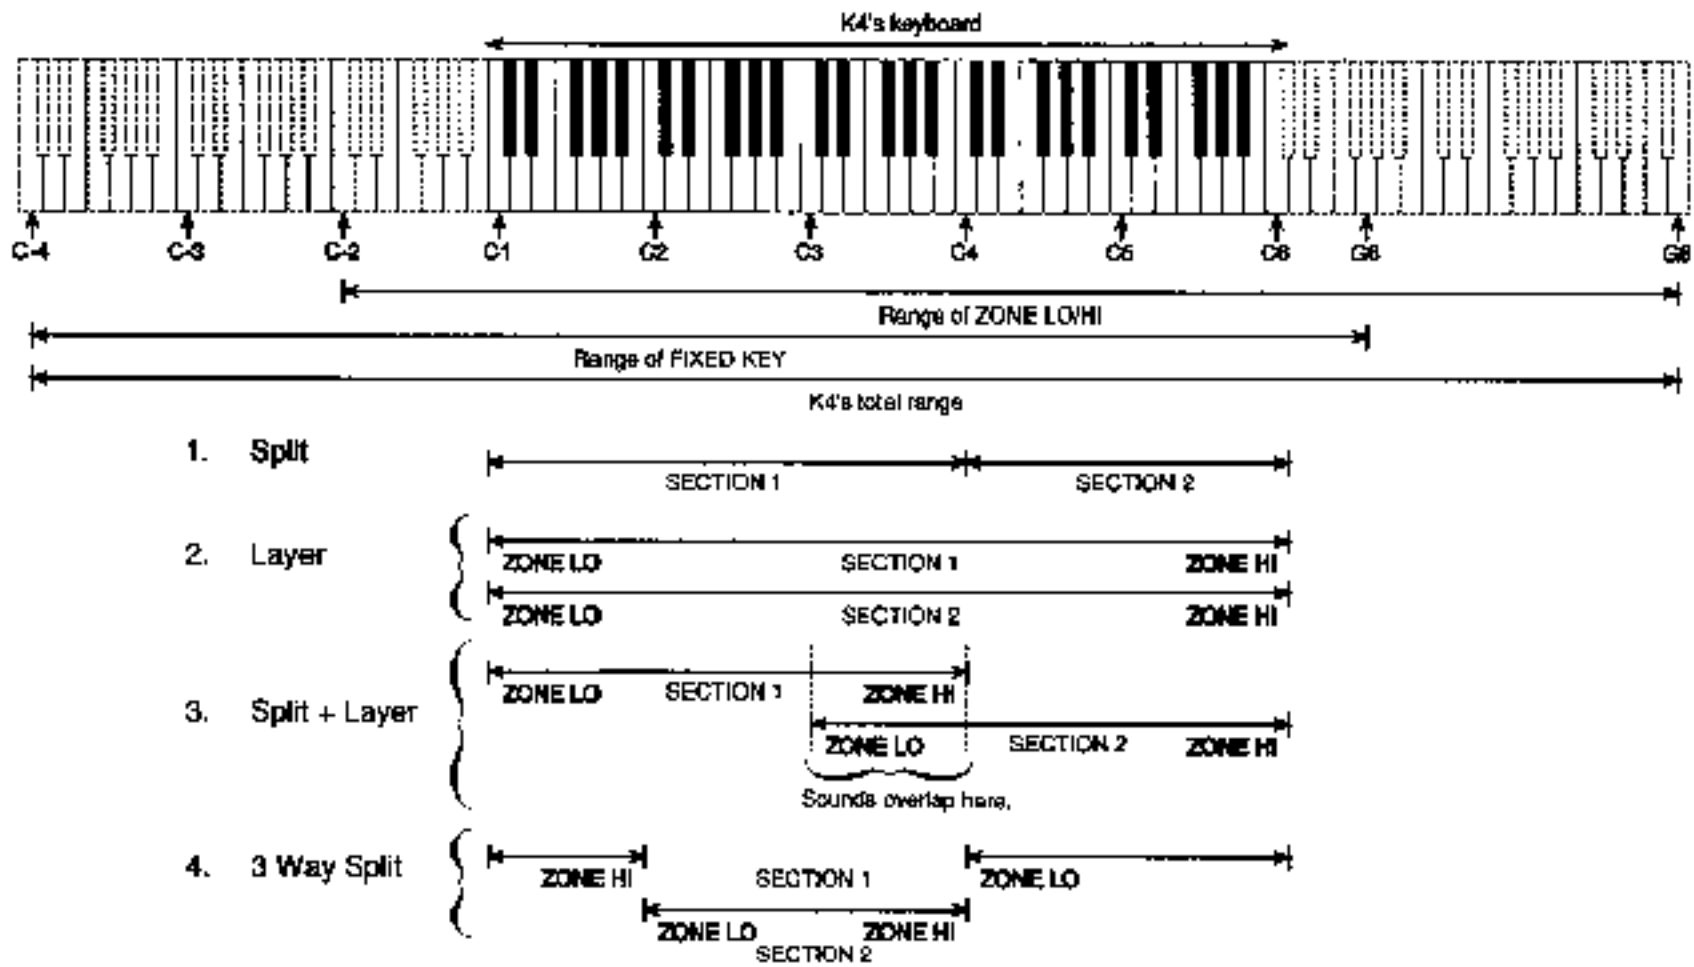 K4's keyboard
C-4 C-3 C-2 C1 C2 C3 C4 C5 C6 G6 G8
Range of ZONE LO/HI
Range of FIXED KEY
K4's total range
1. Split
SECTION 1 SECTION 2
2. Layer
ZONE LO SECTION 1 ZONE HI
ZONE LO SECTION 2 ZONE HI
3. Split + Layer
ZONE LO SECTION 1 ZONE HI
ZONE LO SECTION 2 ZONE HI
Sounds overlap here.
4. 3 Way Split
ZONE HI SECTION 1 ZONE LO
ZONE LO ZONE HI
SECTION 2